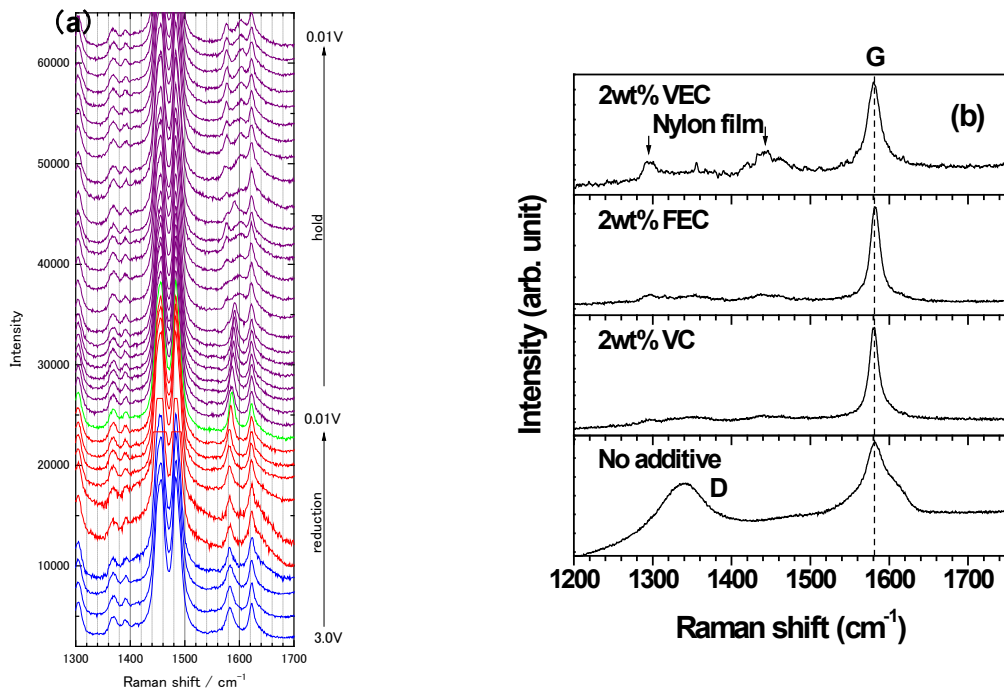 (a)
60000
50000
40000
30000
20000
10000
Intensity
1300
1400
1500
1600
1700
Raman shift / cm⁻¹
0.01V
hold
0.01V
reduction
3.0V
G
(b)
2wt% VEC
Nylon film
2wt% FEC
2wt% VC
No additive
D
Intensity (arb. unit)
1200
1300
1400
1500
1600
1700
Raman shift (cm⁻¹)